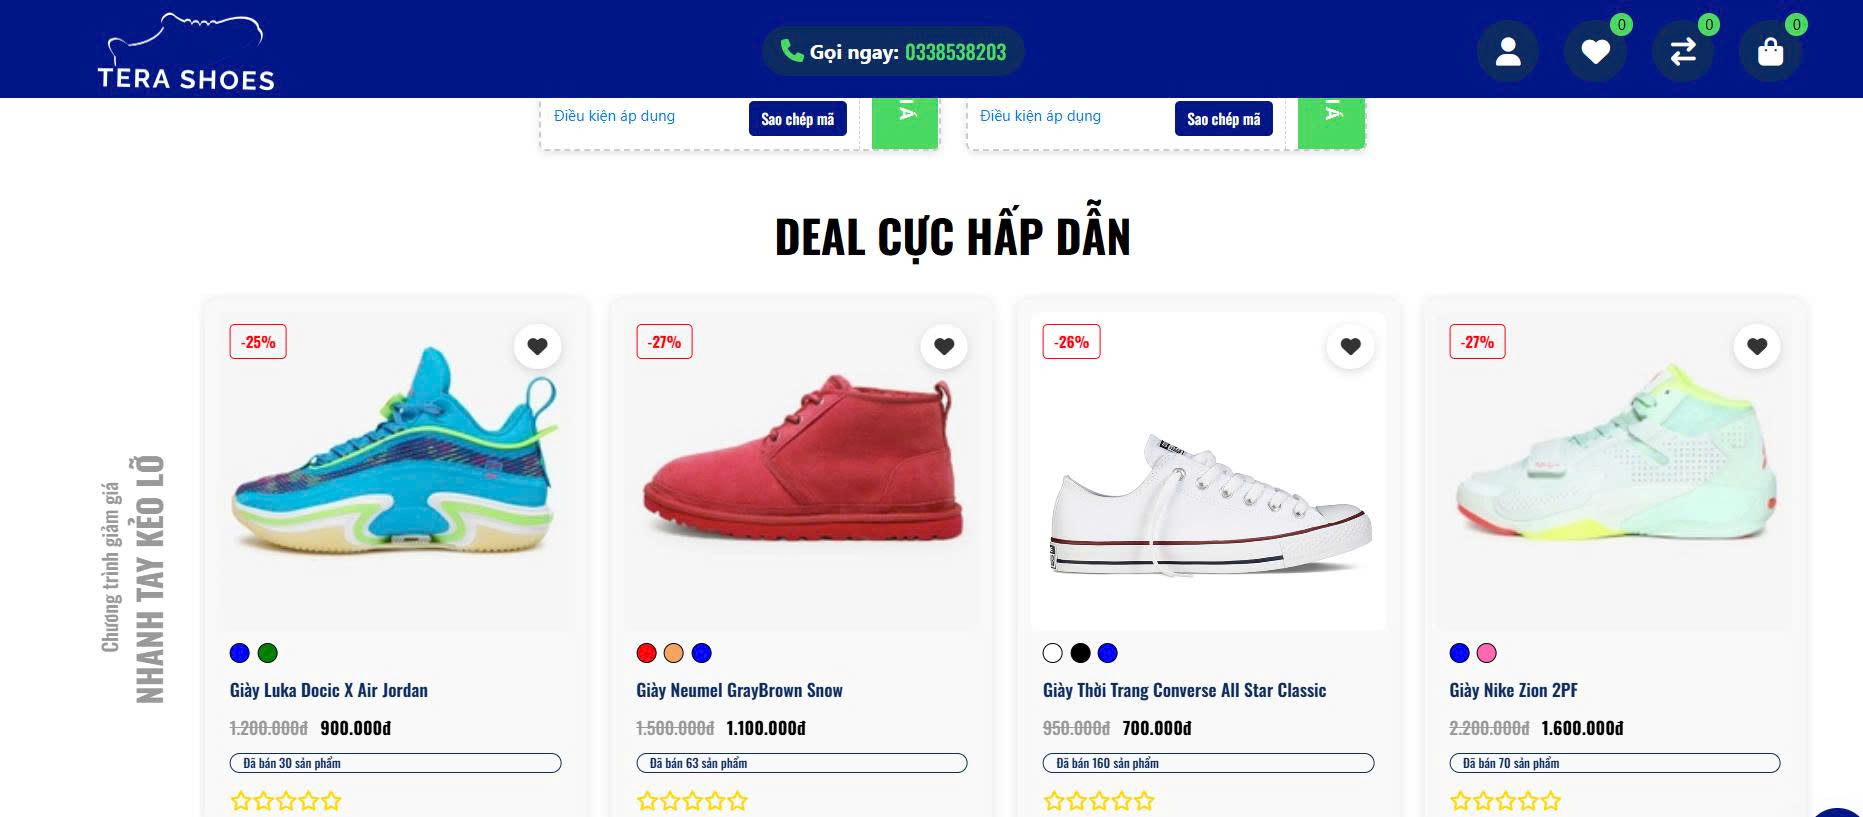 TERA SHOES
Gọi ngay: 0338538203
0
0
0
Điều kiện áp dụng
Sao chép mã
Điều kiện áp dụng
Sao chép mã
DEAL CỰC HẤP DẪN
Chương trình giảm giá
NHANH TAY KẺO LỠ
-25%
-27%
-26%
-27%
Giày Luka Docic X Air Jordan
1.200.000đ 900.000đ
Đã bán 30 sản phẩm
Giày Neumel GrayBrown Snow
1.500.000đ 1.100.000đ
Đã bán 63 sản phẩm
Giày Thời Trang Converse All Star Classic
950.000đ 700.000đ
Đã bán 160 sản phẩm
Giày Nike Zion 2PF
2.200.000đ 1.600.000đ
Đã bán 70 sản phẩm